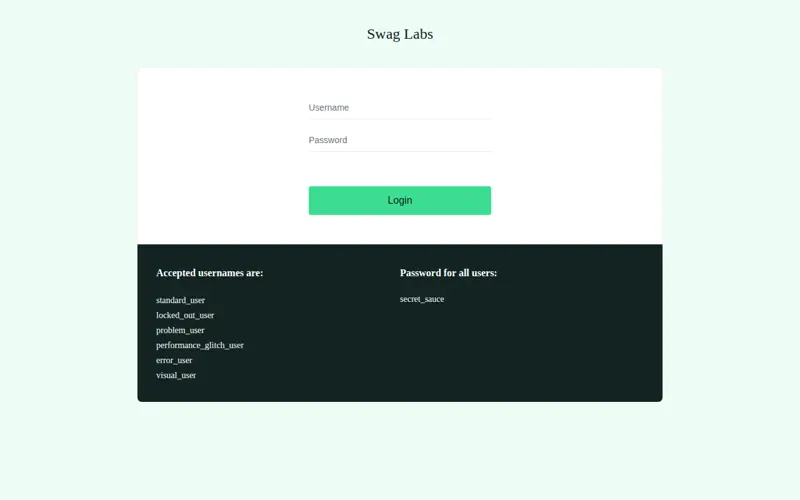 Swag Labs
Username
Password
Login
Accepted usernames are:
standard_user
locked_out_user
problem_user
performance_glitch_user
error_user
visual_user
Password for all users:
secret_sauce